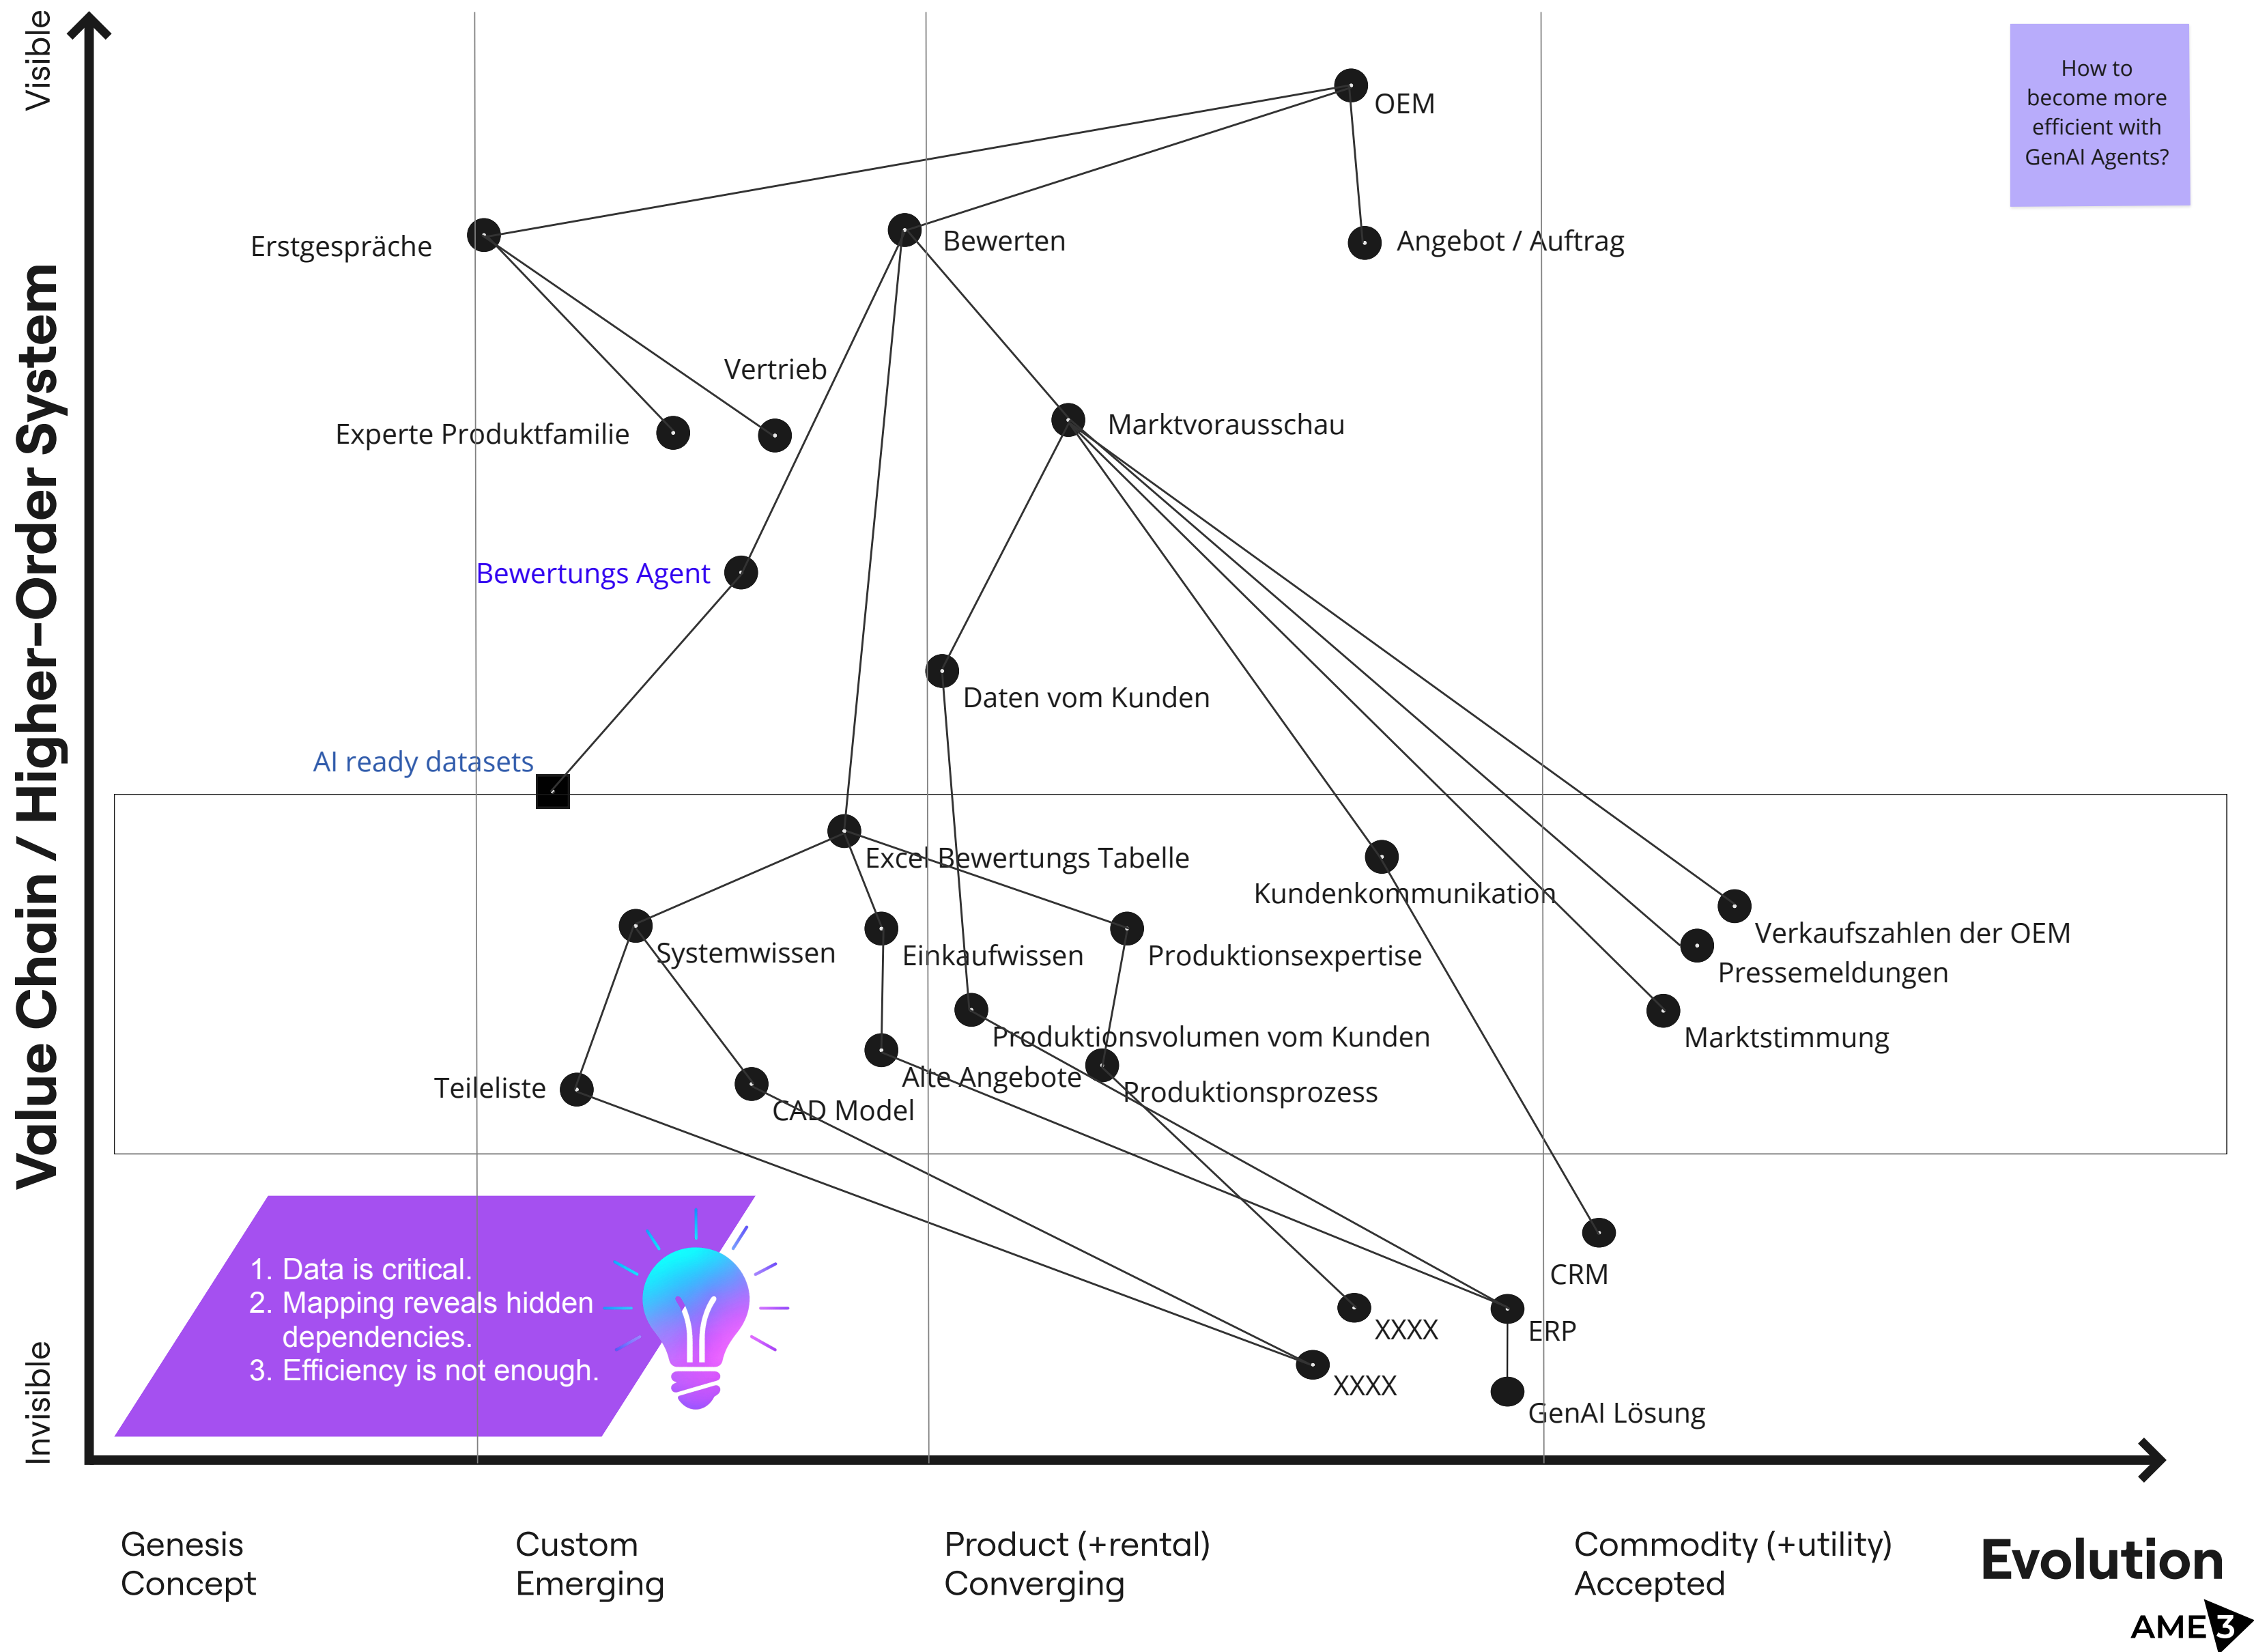 Visible
Value Chain / Higher-Order System
Invisible
How to
become more
efficient with
GenAI Agents?
OEM
Erstgespräche
Bewerten
Angebot / Auftrag
Vertrieb
Experte Produktfamilie
Marktvorausschau
Bewertungs Agent
Daten vom Kunden
AI ready datasets
Excel Bewertungs Tabelle
Kundenkommunikation
Verkaufszahlen der OEM
Systemwissen
Einkaufwissen
Produktionsexpertise
Pressemeldungen
Produktionsvolumen vom Kunden
Marktstimmung
Teileliste
Alte Angebote
Produktionsprozess
CAD Model
1. Data is critical.
2. Mapping reveals hidden
dependencies.
3. Efficiency is not enough.
CRM
XXXX
ERP
XXXX
GenAI Lösung
Genesis
Concept
Custom
Emerging
Product (+rental)
Converging
Commodity (+utility)
Accepted
Evolution
AME3